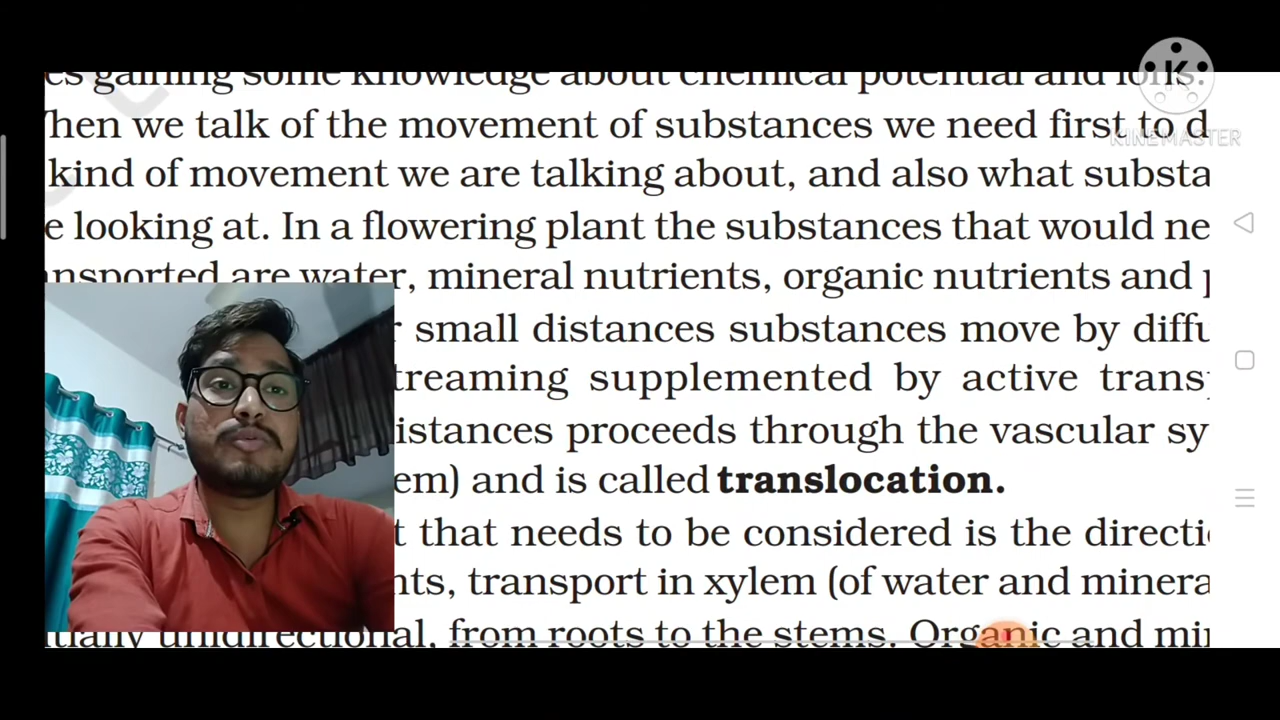 es gaining some knowledge about chemical potential and ions.
hen we talk of the movement of substances we need first to d
kind of movement we are talking about, and also what substa
e looking at. In a flowering plant the substances that would ne
ansported are water, mineral nutrients, organic nutrients and p
r small distances substances move by diffu
treaming supplemented by active trans
istances proceeds through the vascular sy
em) and is called translocation.
t that needs to be considered is the directi
nts, transport in xylem (of water and minera
tially unidirectional, from roots to the stems. Organic and min
K
KINEMASTER